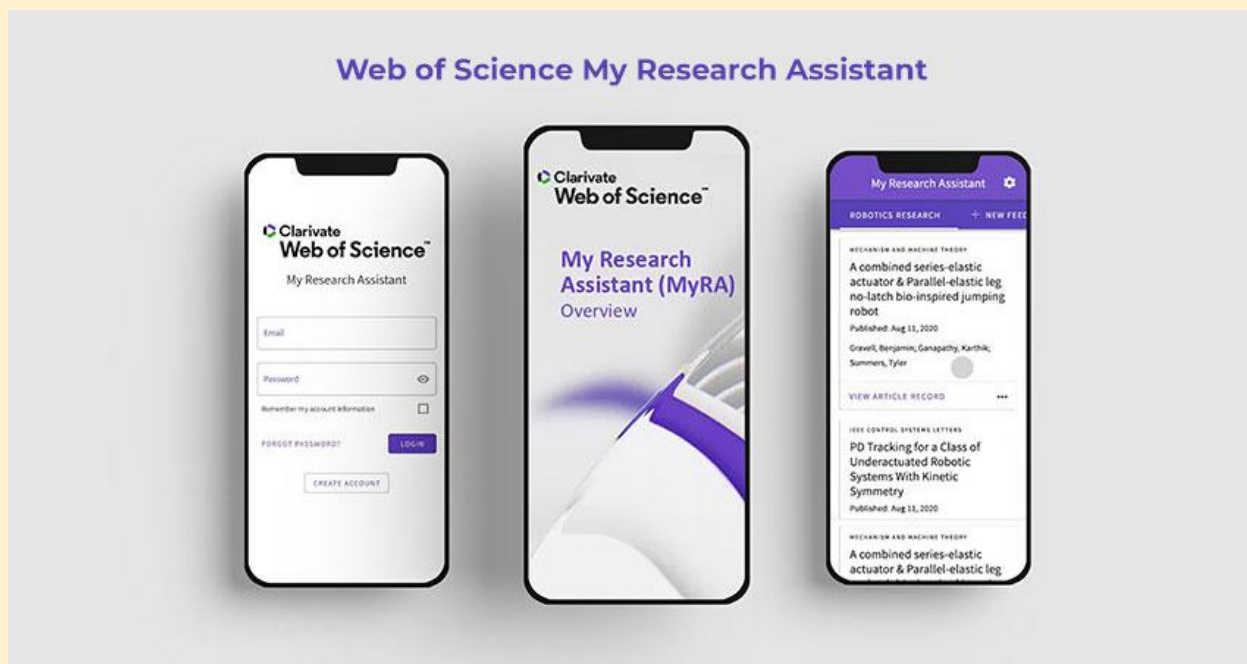 Web of Science My Research Assistant
Clarivate
Web of Science™
My Research Assistant
Email
Password
Remember my account information
FORGOT PASSWORD?
LOGIN
CREATE ACCOUNT
Clarivate
Web of Science™
My Research
Assistant (MyRA)
Overview
My Research Assistant
ROBOTICS RESEARCH
+ NEW FEED
MECHANISM AND MACHINE THEORY
A combined series-elastic
actuator & Parallel-elastic leg
no-latch bio-inspired jumping
robot
Published: Aug 11, 2020
Gravell, Benjamin; Ganapathy, Karthik;
Summers, Tyler
VIEW ARTICLE RECORD
IEEE CONTROL SYSTEMS LETTERS
PD Tracking for a Class of
Underactuated Robotic
Systems With Kinetic
Symmetry
Published: Aug 11, 2020
MECHANISM AND MACHINE THEORY
A combined series-elastic
actuator & Parallel-elastic leg